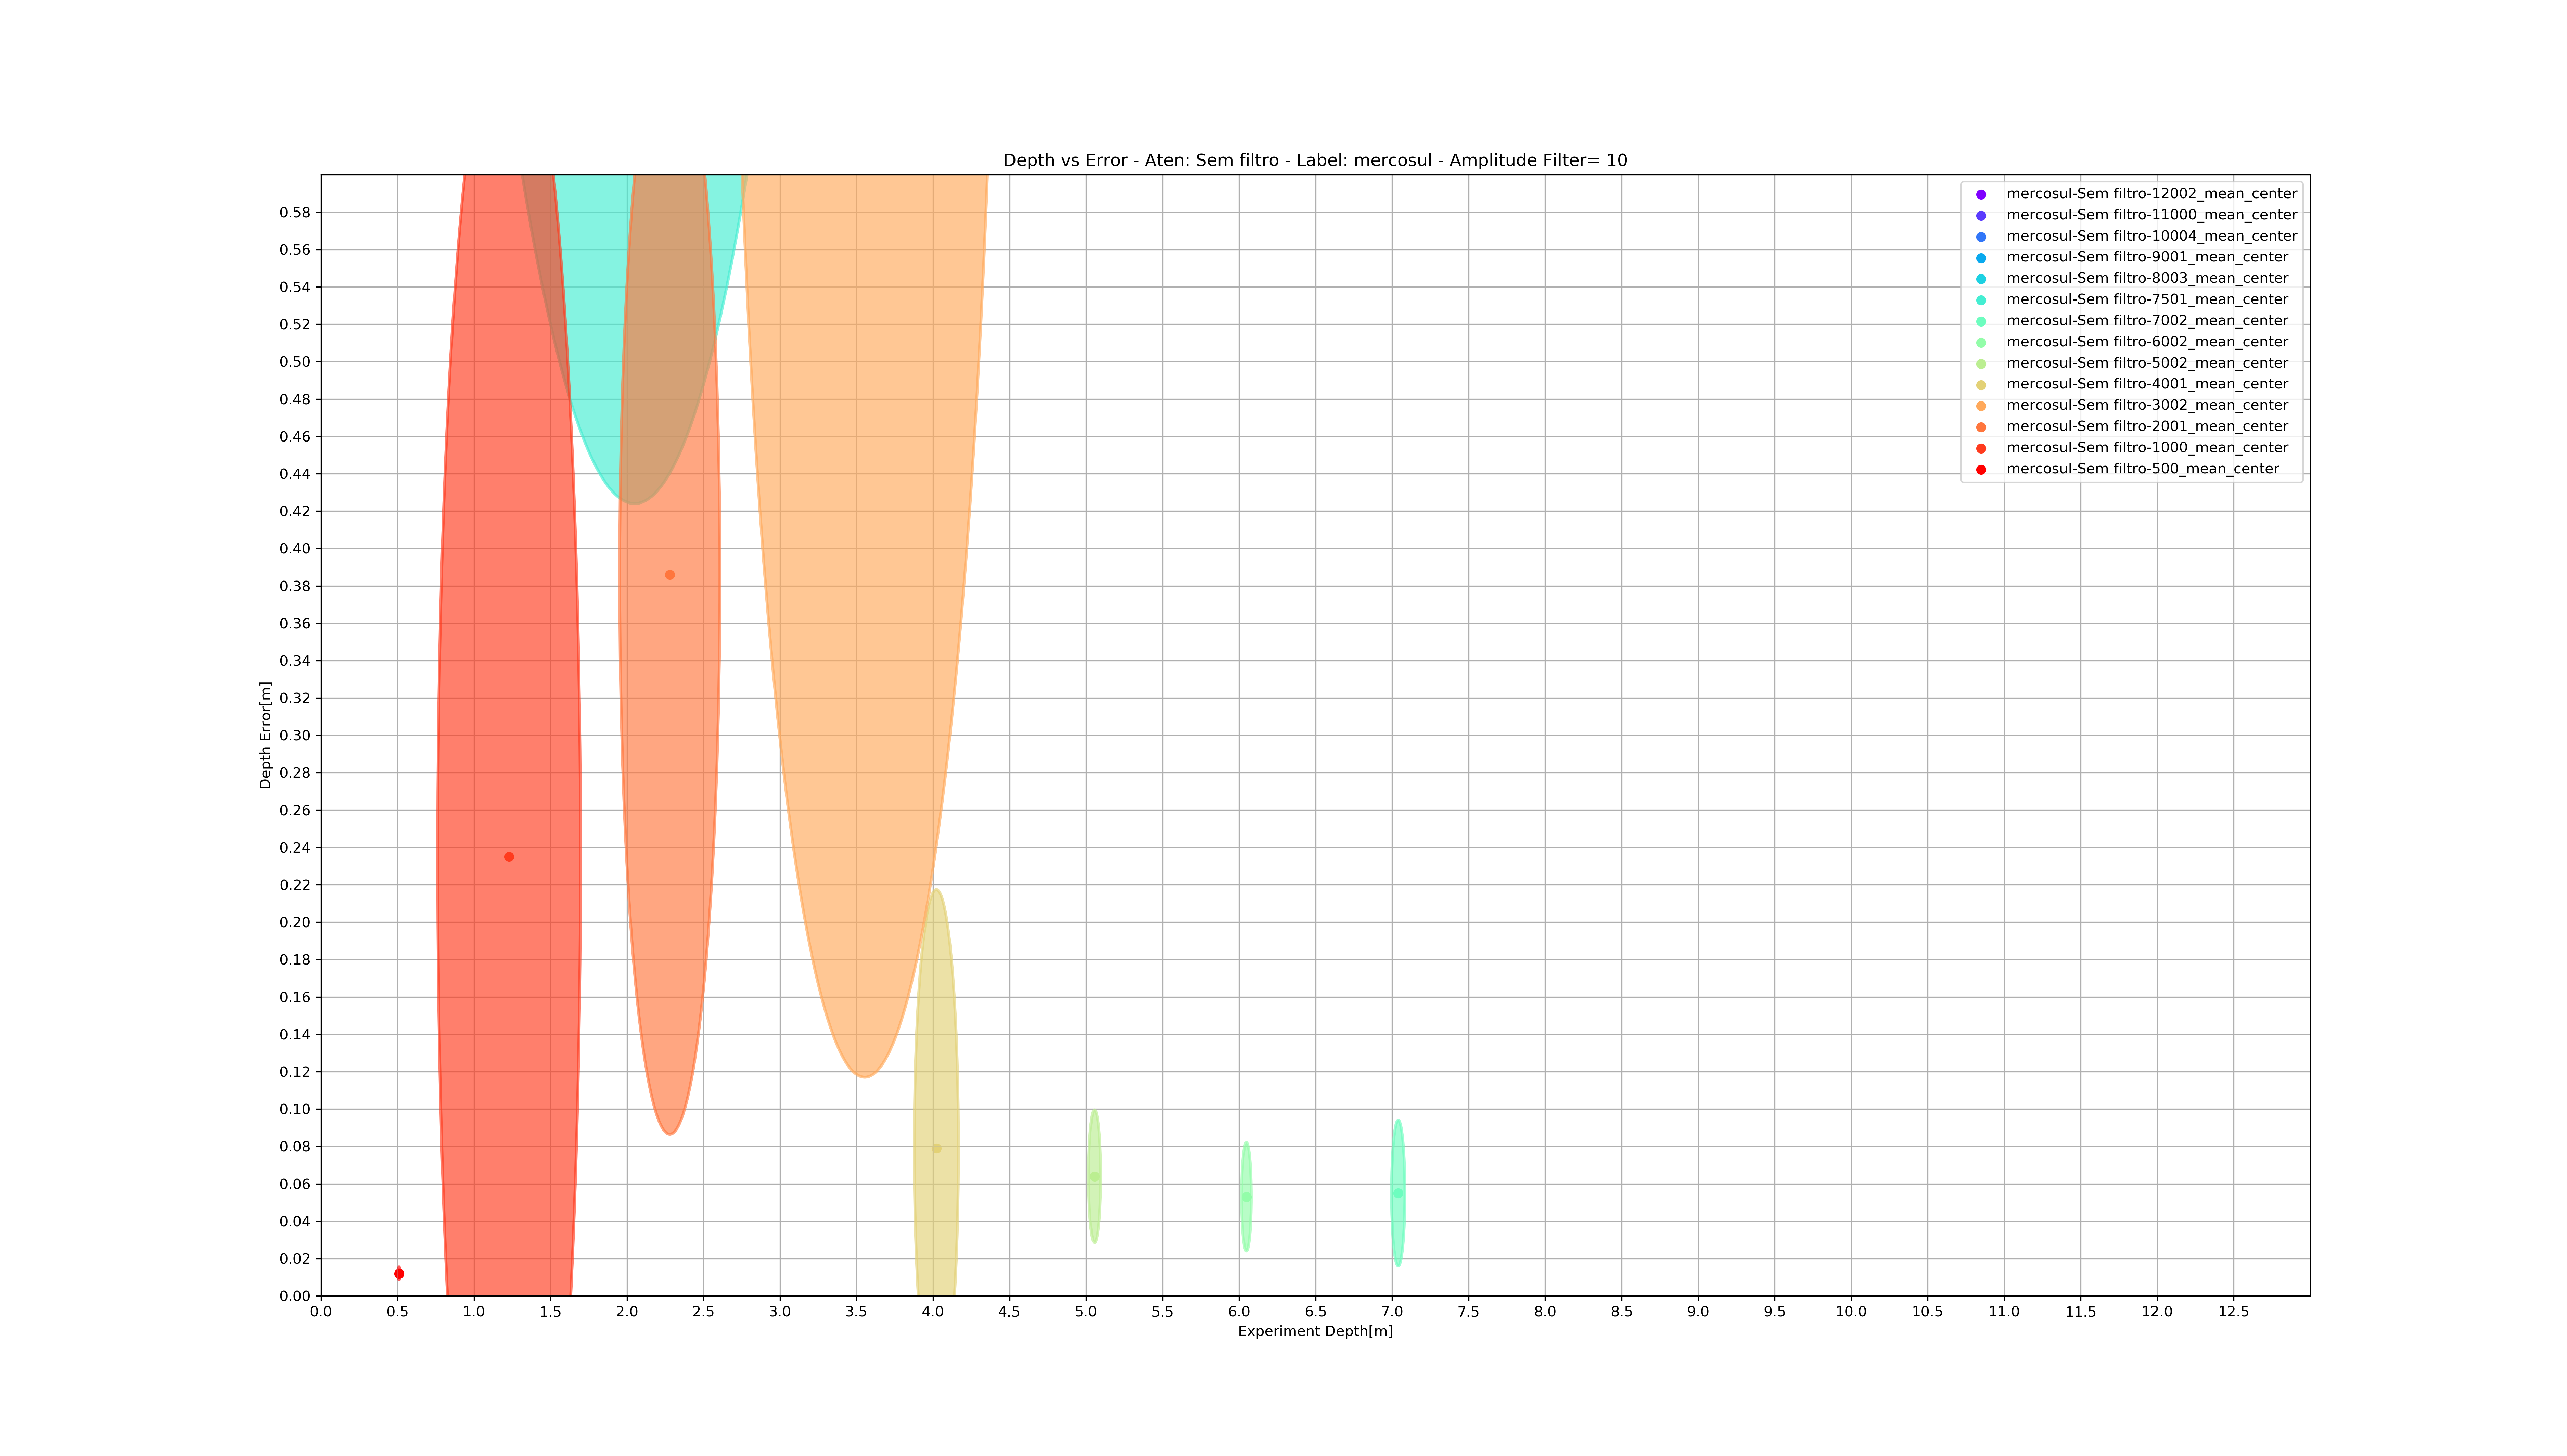 Depth vs Error - Aten: Sem filtro - Label: mercosul - Amplitude Filter= 10
mercosul-Sem filtro-12002_mean_center
mercosul-Sem filtro-11000_mean_center
mercosul-Sem filtro-10004_mean_center
mercosul-Sem filtro-9001_mean_center
mercosul-Sem filtro-8003_mean_center
mercosul-Sem filtro-7501_mean_center
mercosul-Sem filtro-7002_mean_center
mercosul-Sem filtro-6002_mean_center
mercosul-Sem filtro-5002_mean_center
mercosul-Sem filtro-4001_mean_center
mercosul-Sem filtro-3002_mean_center
mercosul-Sem filtro-2001_mean_center
mercosul-Sem filtro-1000_mean_center
mercosul-Sem filtro-500_mean_center
Depth Error[m]
0.58
0.56
0.54
0.52
0.50
0.48
0.46
0.44
0.42
0.40
0.38
0.36
0.34
0.32
0.30
0.28
0.26
0.24
0.22
0.20
0.18
0.16
0.14
0.12
0.10
0.08
0.06
0.04
0.02
0.00
0.0 0.5 1.0 1.5 2.0 2.5 3.0 3.5 4.0 4.5 5.0 5.5 6.0 6.5 7.0 7.5 8.0 8.5 9.0 9.5 10.0 10.5 11.0 11.5 12.0 12.5
Experiment Depth[m]